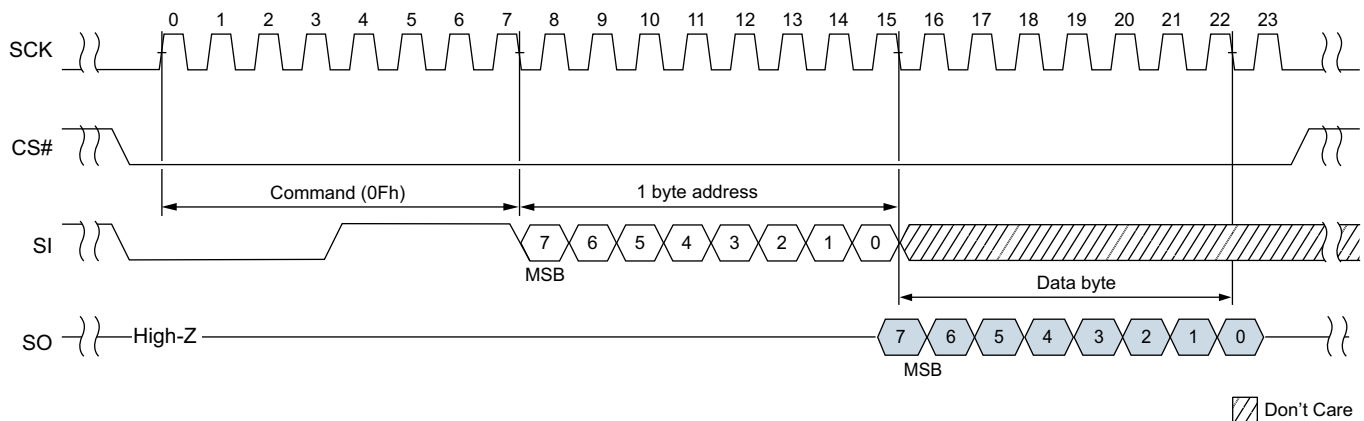 0 1 2 3 4 5 6 7 8 9 10 11 12 13 14 15 16 17 18 19 20 21 22 23
SCK
CS#
Command (0Fh) 1 byte address
SI 7 6 5 4 3 2 1 0
MSB
Data byte
SO High-Z 7 6 5 4 3 2 1 0
MSB
Don't Care